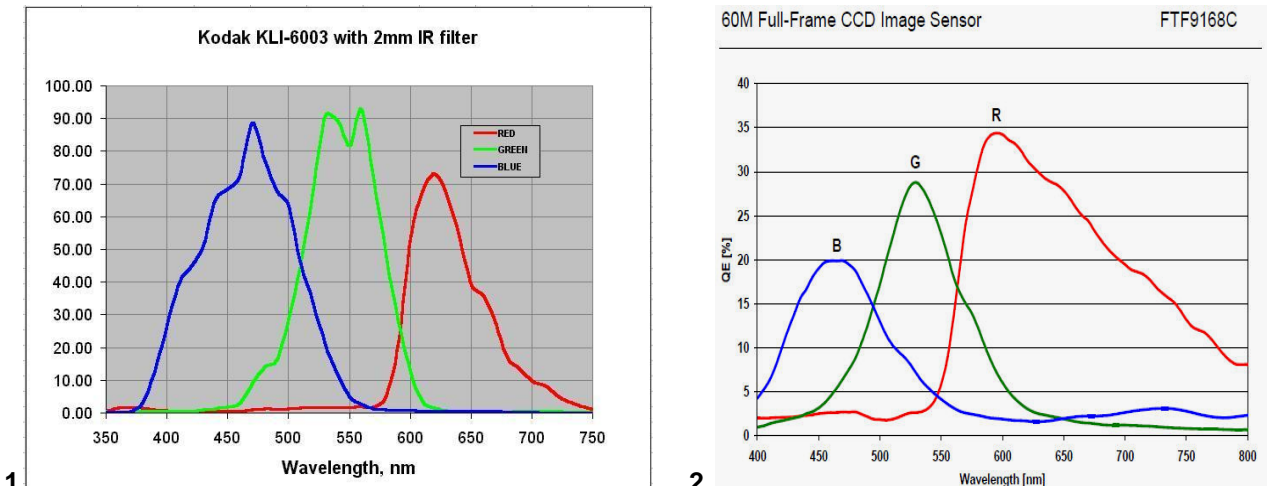 Kodak KLI-6003 with 2mm IR filter
100.00
90.00
80.00
70.00
60.00
50.00
40.00
30.00
20.00
10.00
0.00
RED
GREEN
BLUE
350 400 450 500 550 600 650 700 750
Wavelength, nm
1
60M Full-Frame CCD Image Sensor FTF9168C
40
35
30
25
20
15
10
5
0
QE [%]
B
G
R
400 450 500 550 600 650 700 750 800
Wavelength [nm]
2